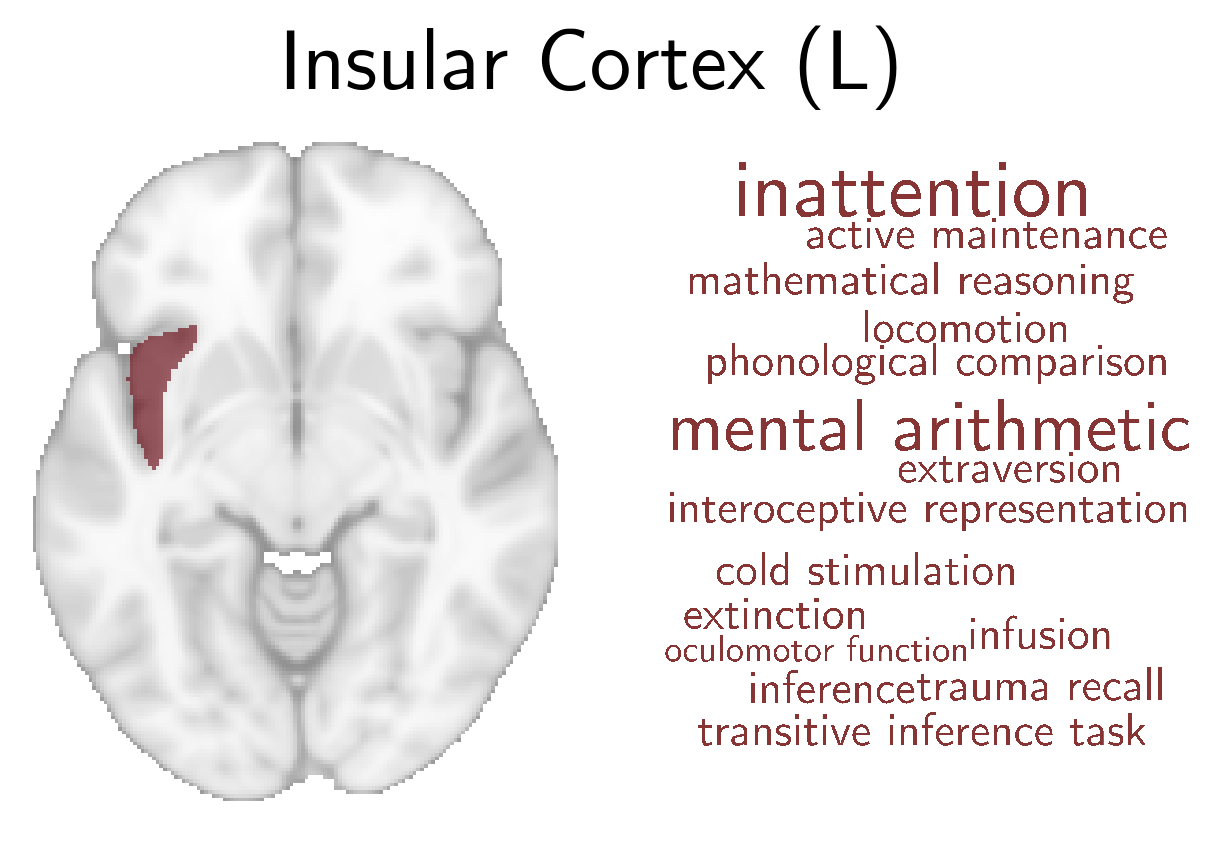 Insular Cortex (L)
inattention
active maintenance
mathematical reasoning
locomotion
phonological comparison
mental arithmetic
extraversion
interoceptive representation
cold stimulation
extinction
infusion
oculomotor function
inference
trauma recall
transitive inference task